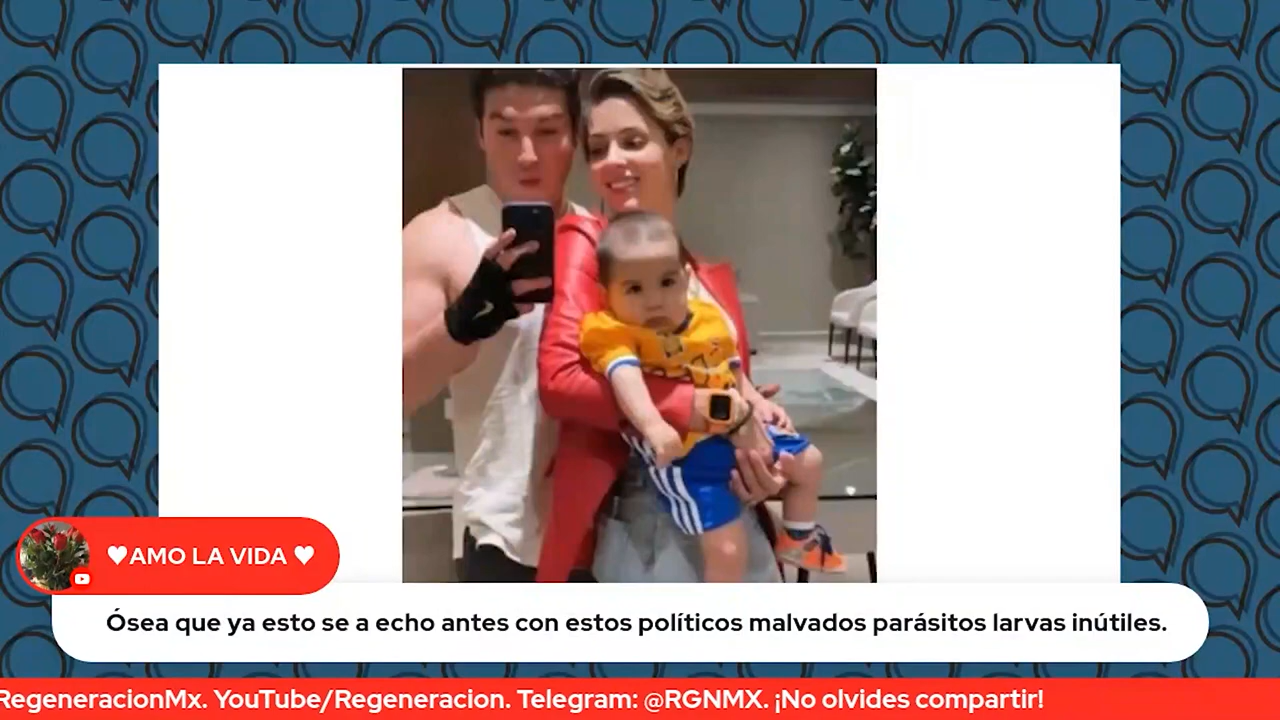 ♥AMO LA VIDA ♥
Ósea que ya esto se a echo antes con estos políticos malvados parásitos larvas inútiles.
RegeneracionMx. YouTube/Regeneracion. Telegram: @RGNMX. ¡No olvides compartir!